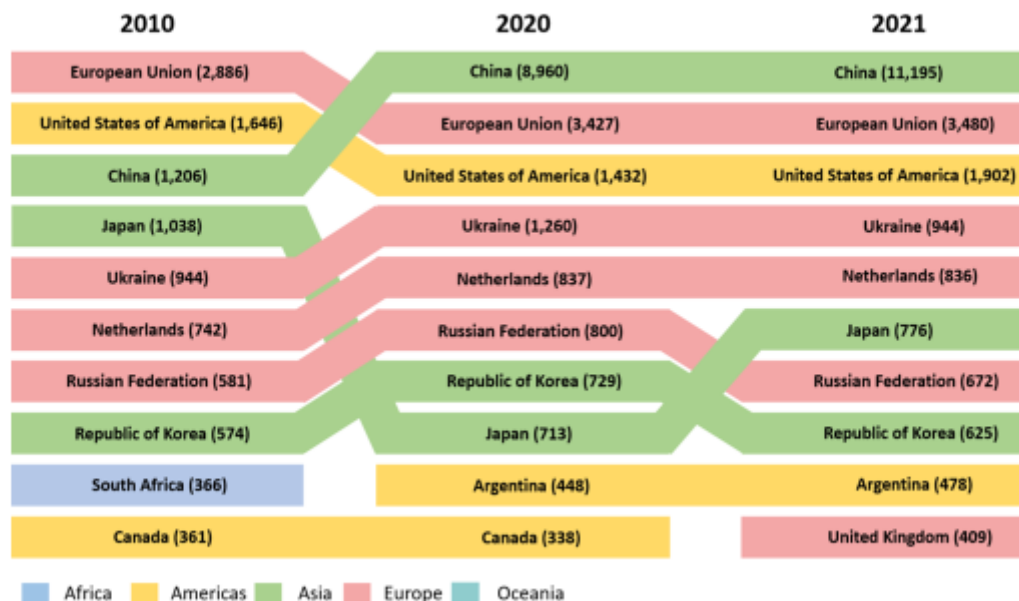 2010 2020 2021
European Union (2,886) China (8,960) China (11,195)
United States of America (1,646) European Union (3,427) European Union (3,480)
China (1,206) United States of America (1,432) United States of America (1,902)
Japan (1,038) Ukraine (1,260) Ukraine (944)
Ukraine (944) Netherlands (837) Netherlands (836)
Netherlands (742) Russian Federation (800) Japan (776)
Russian Federation (581) Republic of Korea (729) Russian Federation (672)
Republic of Korea (574) Japan (713) Republic of Korea (625)
South Africa (366) Argentina (448) Argentina (478)
Canada (361) Canada (338) United Kingdom (409)
Africa Americas Asia Europe Oceania